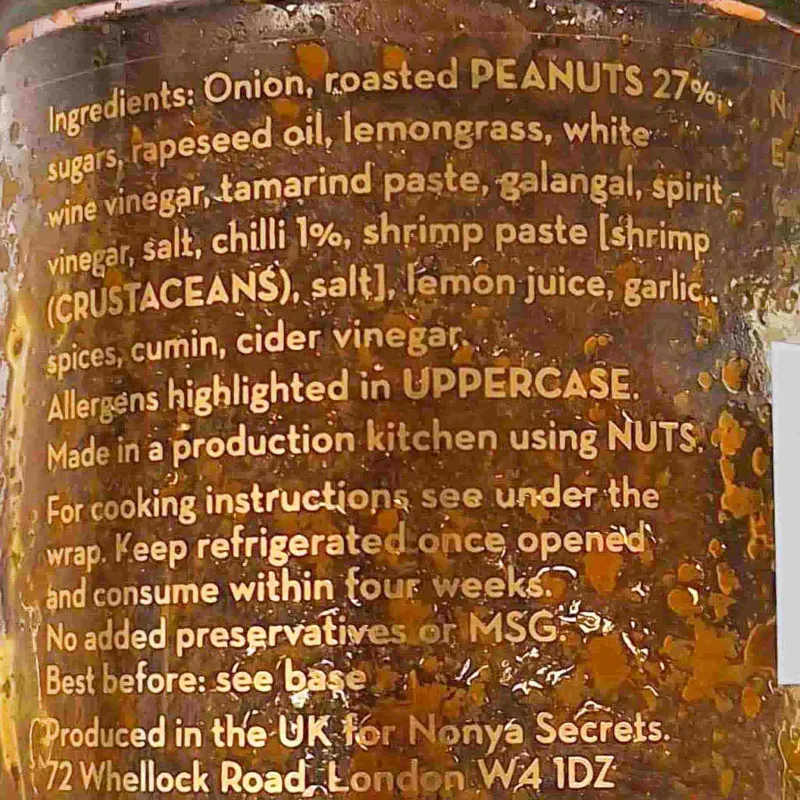 Ingredients: Onion, roasted PEANUTS 27%,
sugars, rapeseed oil, lemongrass, white
wine vinegar, tamarind paste, galangal, spirit
vinegar, salt, chilli 1%, shrimp paste [shrimp
(CRUSTACEANS), salt], lemon juice, garlic,
spices, cumin, cider vinegar.
Allergens highlighted in UPPERCASE.
Made in a production kitchen using NUTS.
For cooking instructions see under the
wrap. Keep refrigerated once opened
and consume within four weeks.
No added preservatives or MSG.
Best before: see base
Produced in the UK for Nonya Secrets.
72 Whellock Road, London W4 1DZ